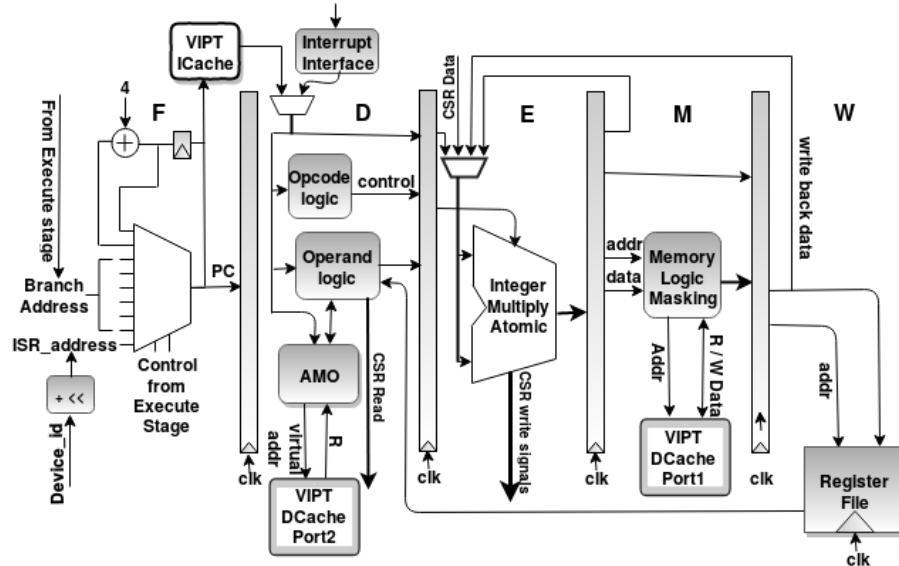 VIPT
ICache
Interrupt
Interface
4
F
D
CSR Data
E
M
W
From Execute stage
Opcode
logic
control
write back data
PC
Operand
logic
addr
data
Memory
Logic
Masking
Integer
Multiply
Atomic
Branch
Address
ISR_address
Control
from
Execute
Stage
+ <<
Device_id
AMO
CSR Read
virtual
addr
R
CSR write signals
Addr
R / W Data
addr
VIPT
DCache
Port1
VIPT
DCache
Port2
Register
File
clk
clk
clk
clk
clk